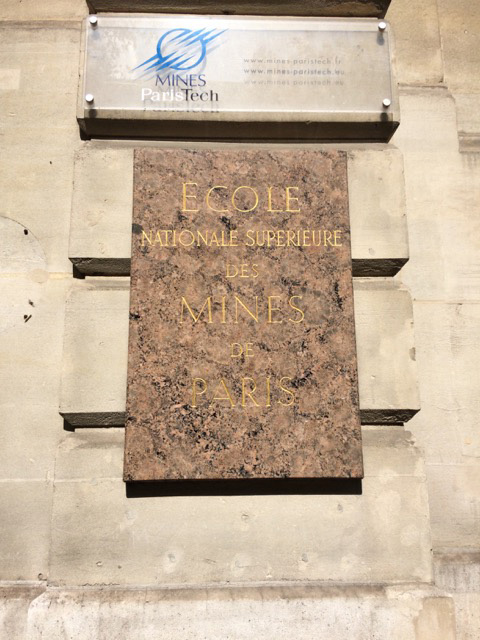 MINES
ParisTech
www.mines-paristech.fr
www.mines-paristech.eu
ECOLE
NATIONALE SUPERIEURE
DES
MINES
DE
PARIS